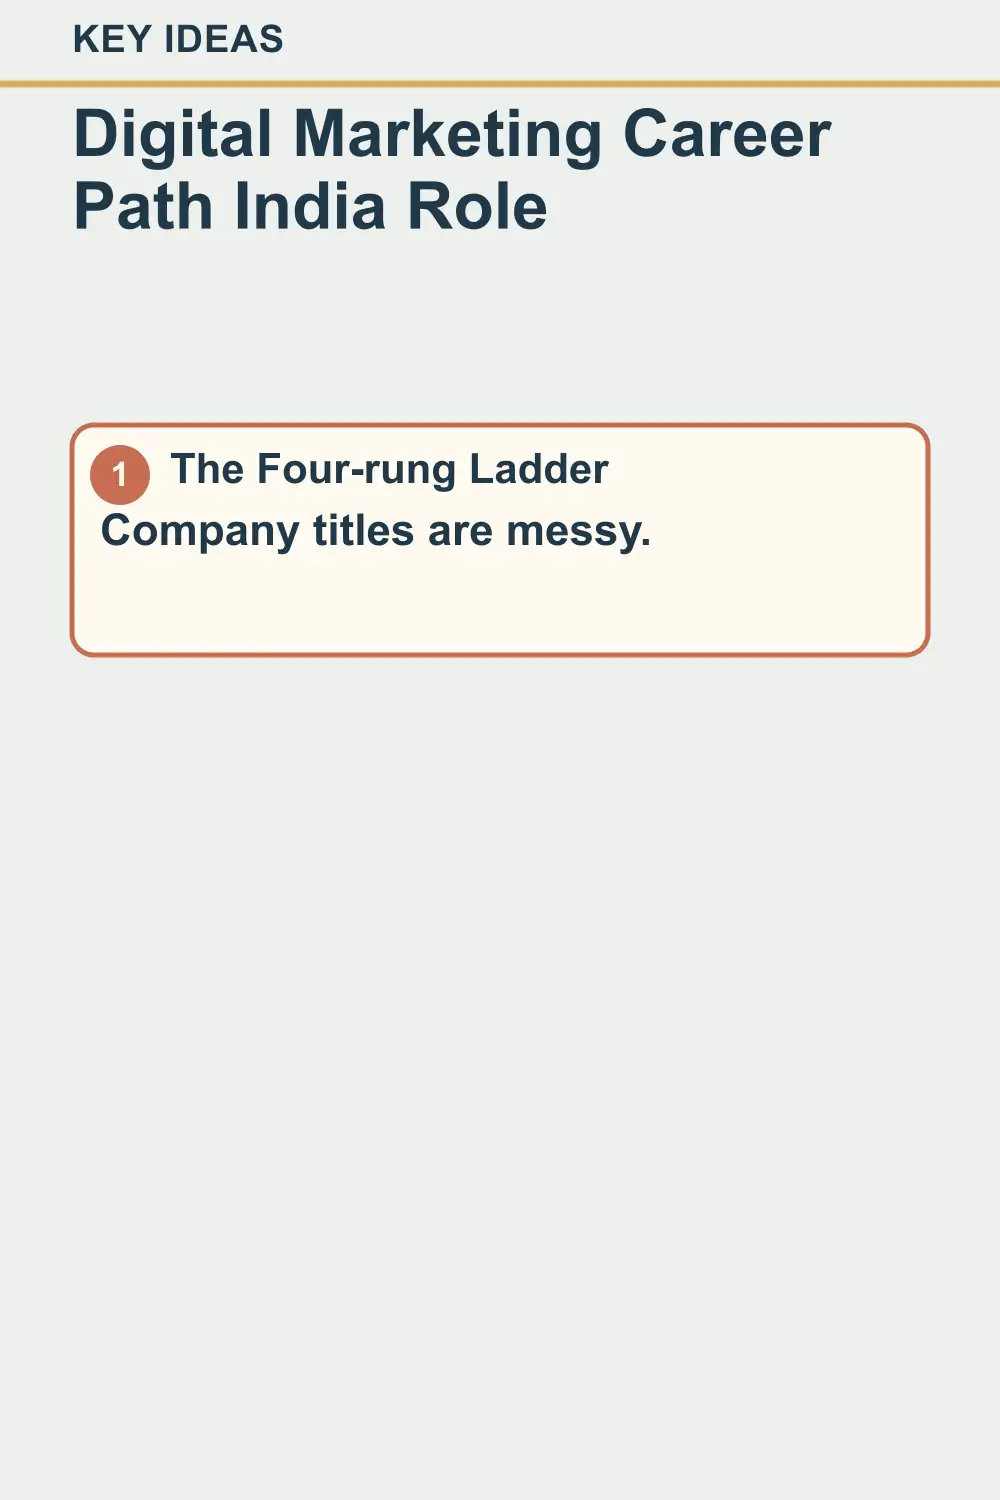 KEY IDEAS
Digital Marketing Career
Path India Role
1 The Four-rung Ladder
Company titles are messy.